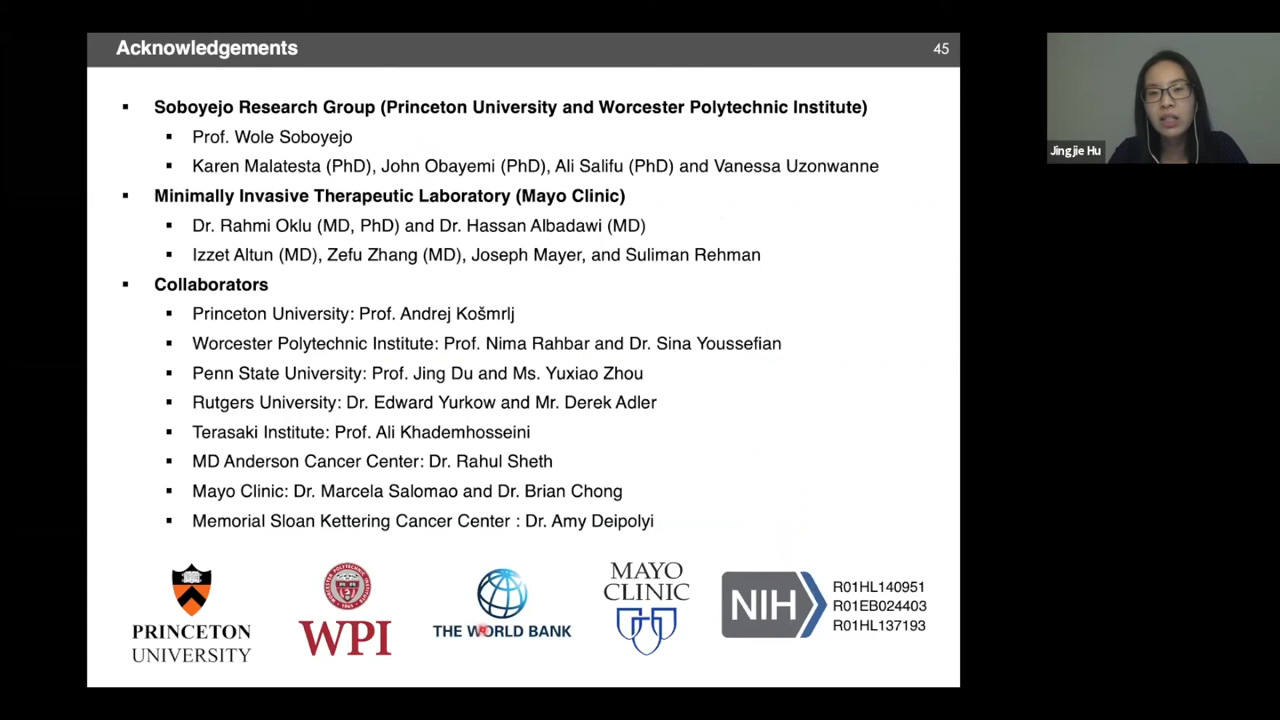 Acknowledgements
45
Soboyejo Research Group (Princeton University and Worcester Polytechnic Institute)
Prof. Wole Soboyejo
Karen Malatesta (PhD), John Obayemi (PhD), Ali Salifu (PhD) and Vanessa Uzonwanne
Minimally Invasive Therapeutic Laboratory (Mayo Clinic)
Dr. Rahmi Oklu (MD, PhD) and Dr. Hassan Albadawi (MD)
Izzet Altun (MD), Zefu Zhang (MD), Joseph Mayer, and Suliman Rehman
Collaborators
Princeton University: Prof. Andrej Košmrlj
Worcester Polytechnic Institute: Prof. Nima Rahbar and Dr. Sina Youssefian
Penn State University: Prof. Jing Du and Ms. Yuxiao Zhou
Rutgers University: Dr. Edward Yurkow and Mr. Derek Adler
Terasaki Institute: Prof. Ali Khademhosseini
MD Anderson Cancer Center: Dr. Rahul Sheth
Mayo Clinic: Dr. Marcela Salomao and Dr. Brian Chong
Memorial Sloan Kettering Cancer Center : Dr. Amy Deipolyi
PRINCETON
UNIVERSITY
WPI
THE WORLD BANK
MAYO
CLINIC
NIH
R01HL140951
R01EB024403
R01HL137193
Jingjie Hu